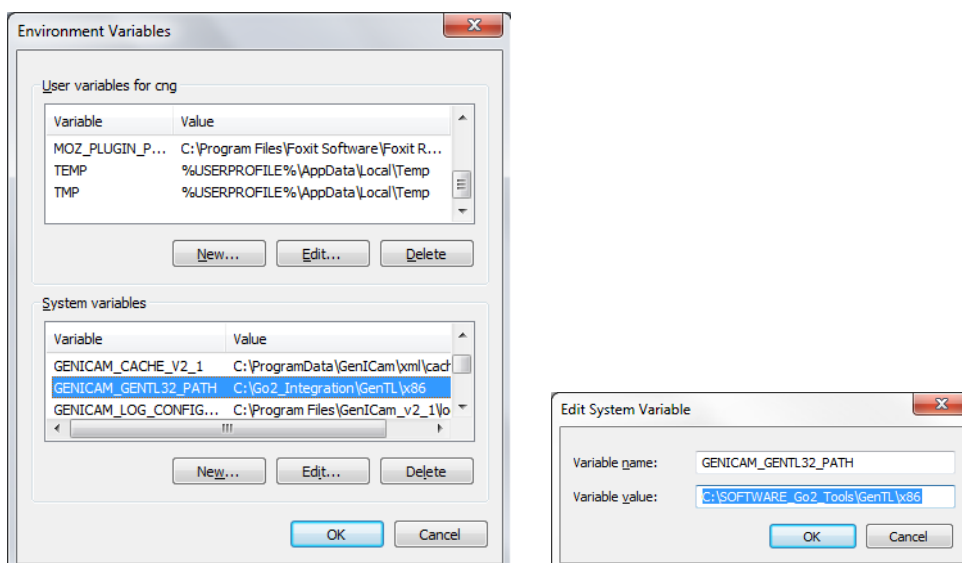 Environment Variables
User variables for cng
Variable Value
MOZ_PLUGIN_P... C:\Program Files\Foxit Software\Foxit R...
TEMP %USERPROFILE%\AppData\Local\Temp
TMP %USERPROFILE%\AppData\Local\Temp
New... Edit... Delete
System variables
Variable Value
GENICAM_CACHE_V2_1 C:\ProgramData\GenICam\xml\cach
GENICAM_GENTL32_PATH C:\Go2_Integration\GenTL\x86
GENICAM_LOG_CONFIG... C:\Program Files\GenICam_v2_1\lo
New... Edit... Delete
OK Cancel
Edit System Variable
Variable name: GENICAM_GENTL32_PATH
Variable value: C:\SOFTWARE_Go2_Tools\GenTL\x86
OK Cancel